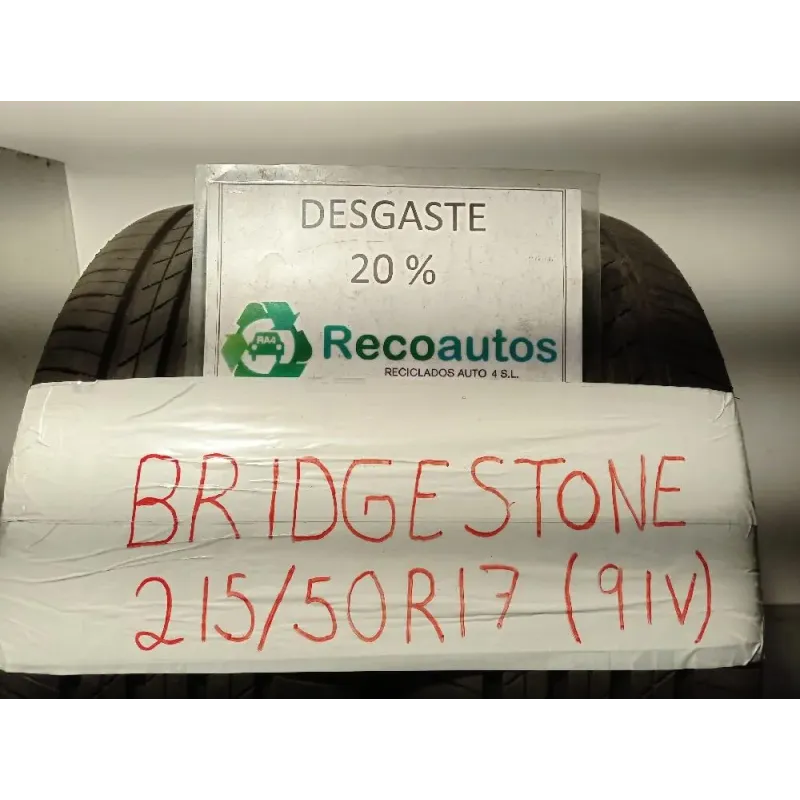 DESGASTE
20 %
RA4
Recoautos
RECICLADOS AUTO 4 S.L.
BRIDGESTONE
215/50R17 (91V)